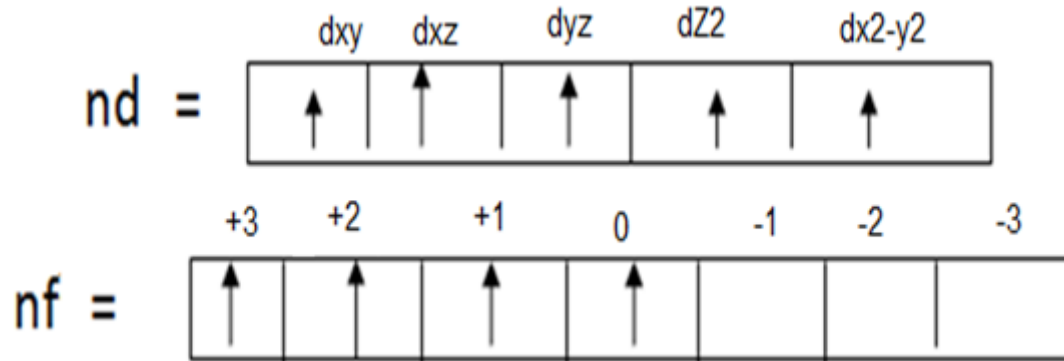 dxy dxz dyz dZ2 dx2-y2
nd =
+3 +2 +1 0 -1 -2 -3
nf =